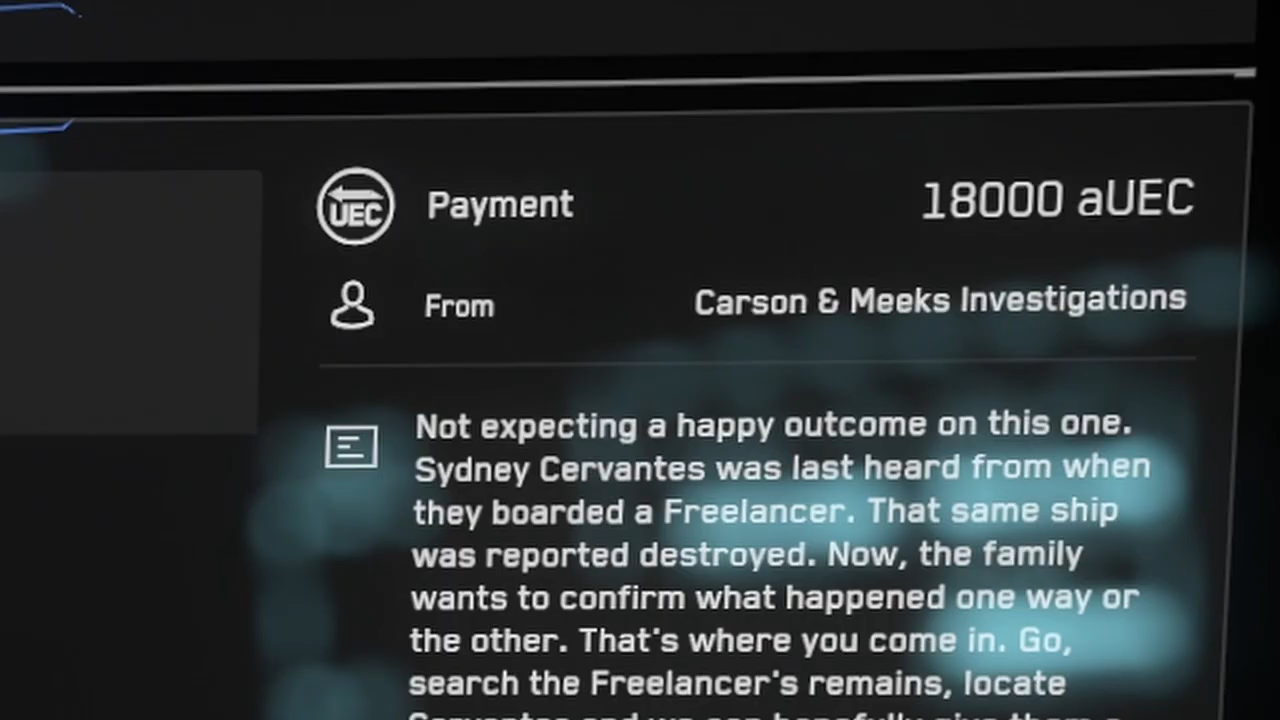 UEC
Payment
18000 aUEC
From
Carson & Meeks Investigations
Not expecting a happy outcome on this one.
Sydney Cervantes was last heard from when
they boarded a Freelancer. That same ship
was reported destroyed. Now, the family
wants to confirm what happened one way or
the other. That's where you come in. Go,
search the Freelancer's remains, locate